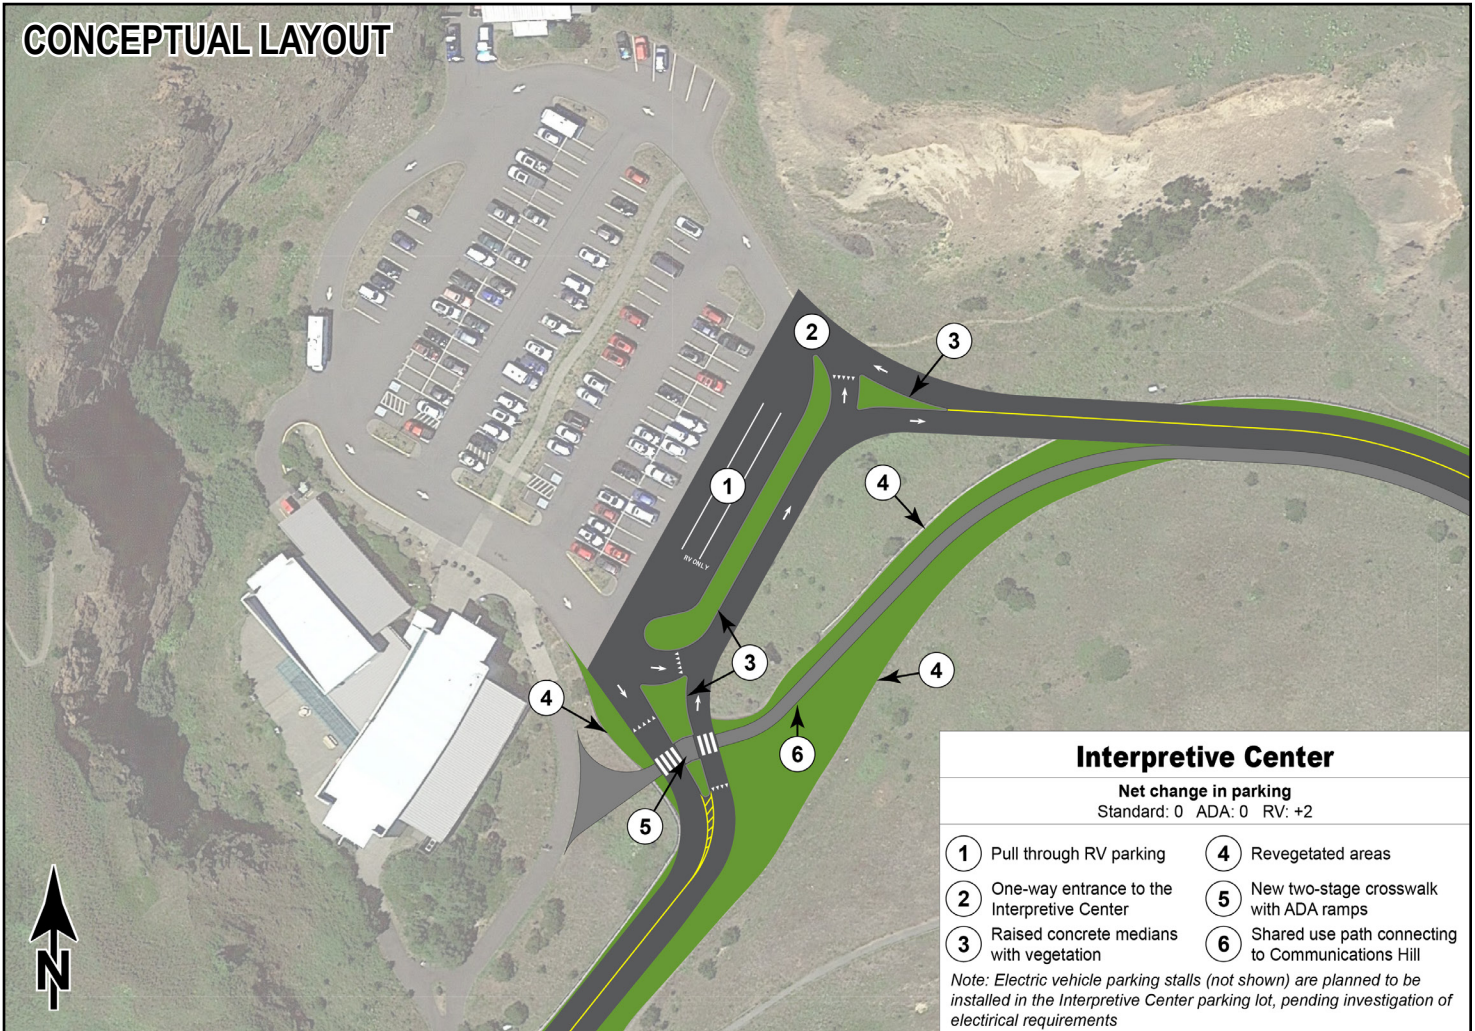 CONCEPTUAL LAYOUT
2
3
1
RV ONLY
4
3
4
4
6
5
N
Interpretive Center
Net change in parking
Standard: 0 ADA: 0 RV: +2
1 Pull through RV parking
2 One-way entrance to the
Interpretive Center
3 Raised concrete medians
with vegetation
4 Revegetated areas
5 New two-stage crosswalk
with ADA ramps
6 Shared use path connecting
to Communications Hill
Note: Electric vehicle parking stalls (not shown) are planned to be
installed in the Interpretive Center parking lot, pending investigation of
electirical requirements